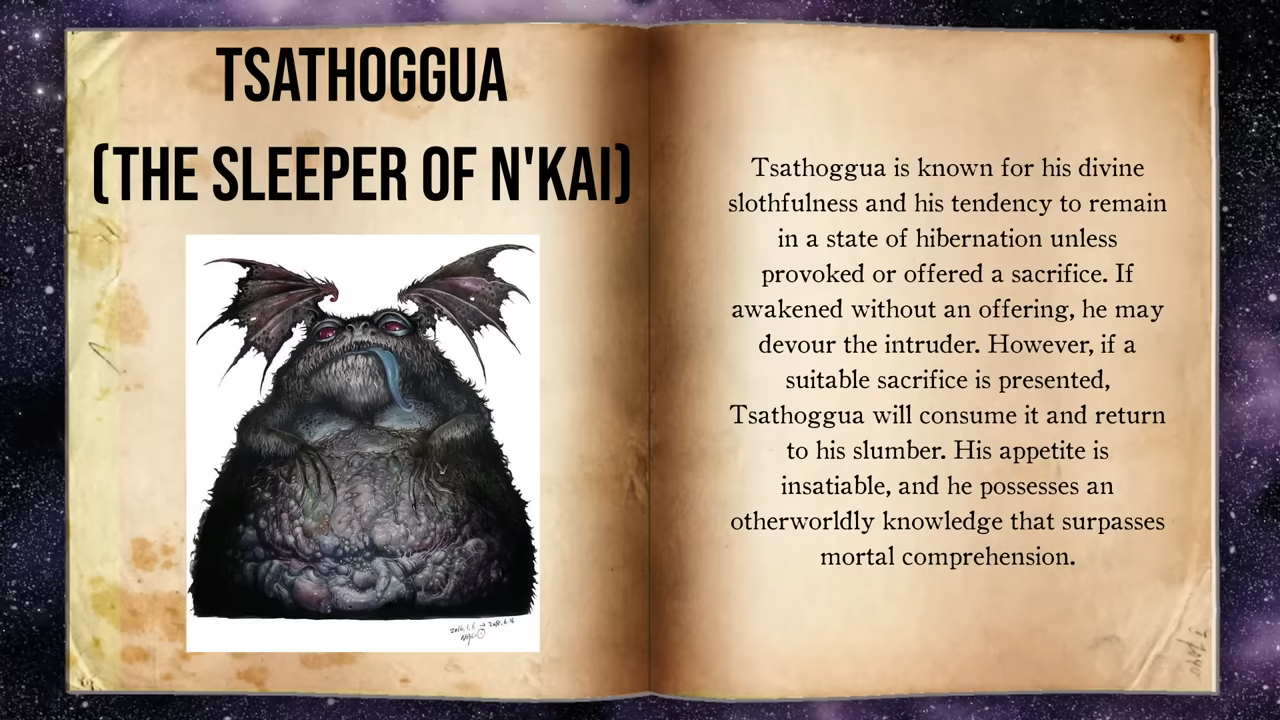 TSATHOGGUA
(THE SLEEPER OF N'KAI)
Tsathoggua is known for his divine
slothfulness and his tendency to remain
in a state of hibernation unless
provoked or offered a sacrifice. If
awakened without an offering, he may
devour the intruder. However, if a
suitable sacrifice is presented,
Tsathoggua will consume it and return
to his slumber. His appetite is
insatiable, and he possesses an
otherworldly knowledge that surpasses
mortal comprehension.